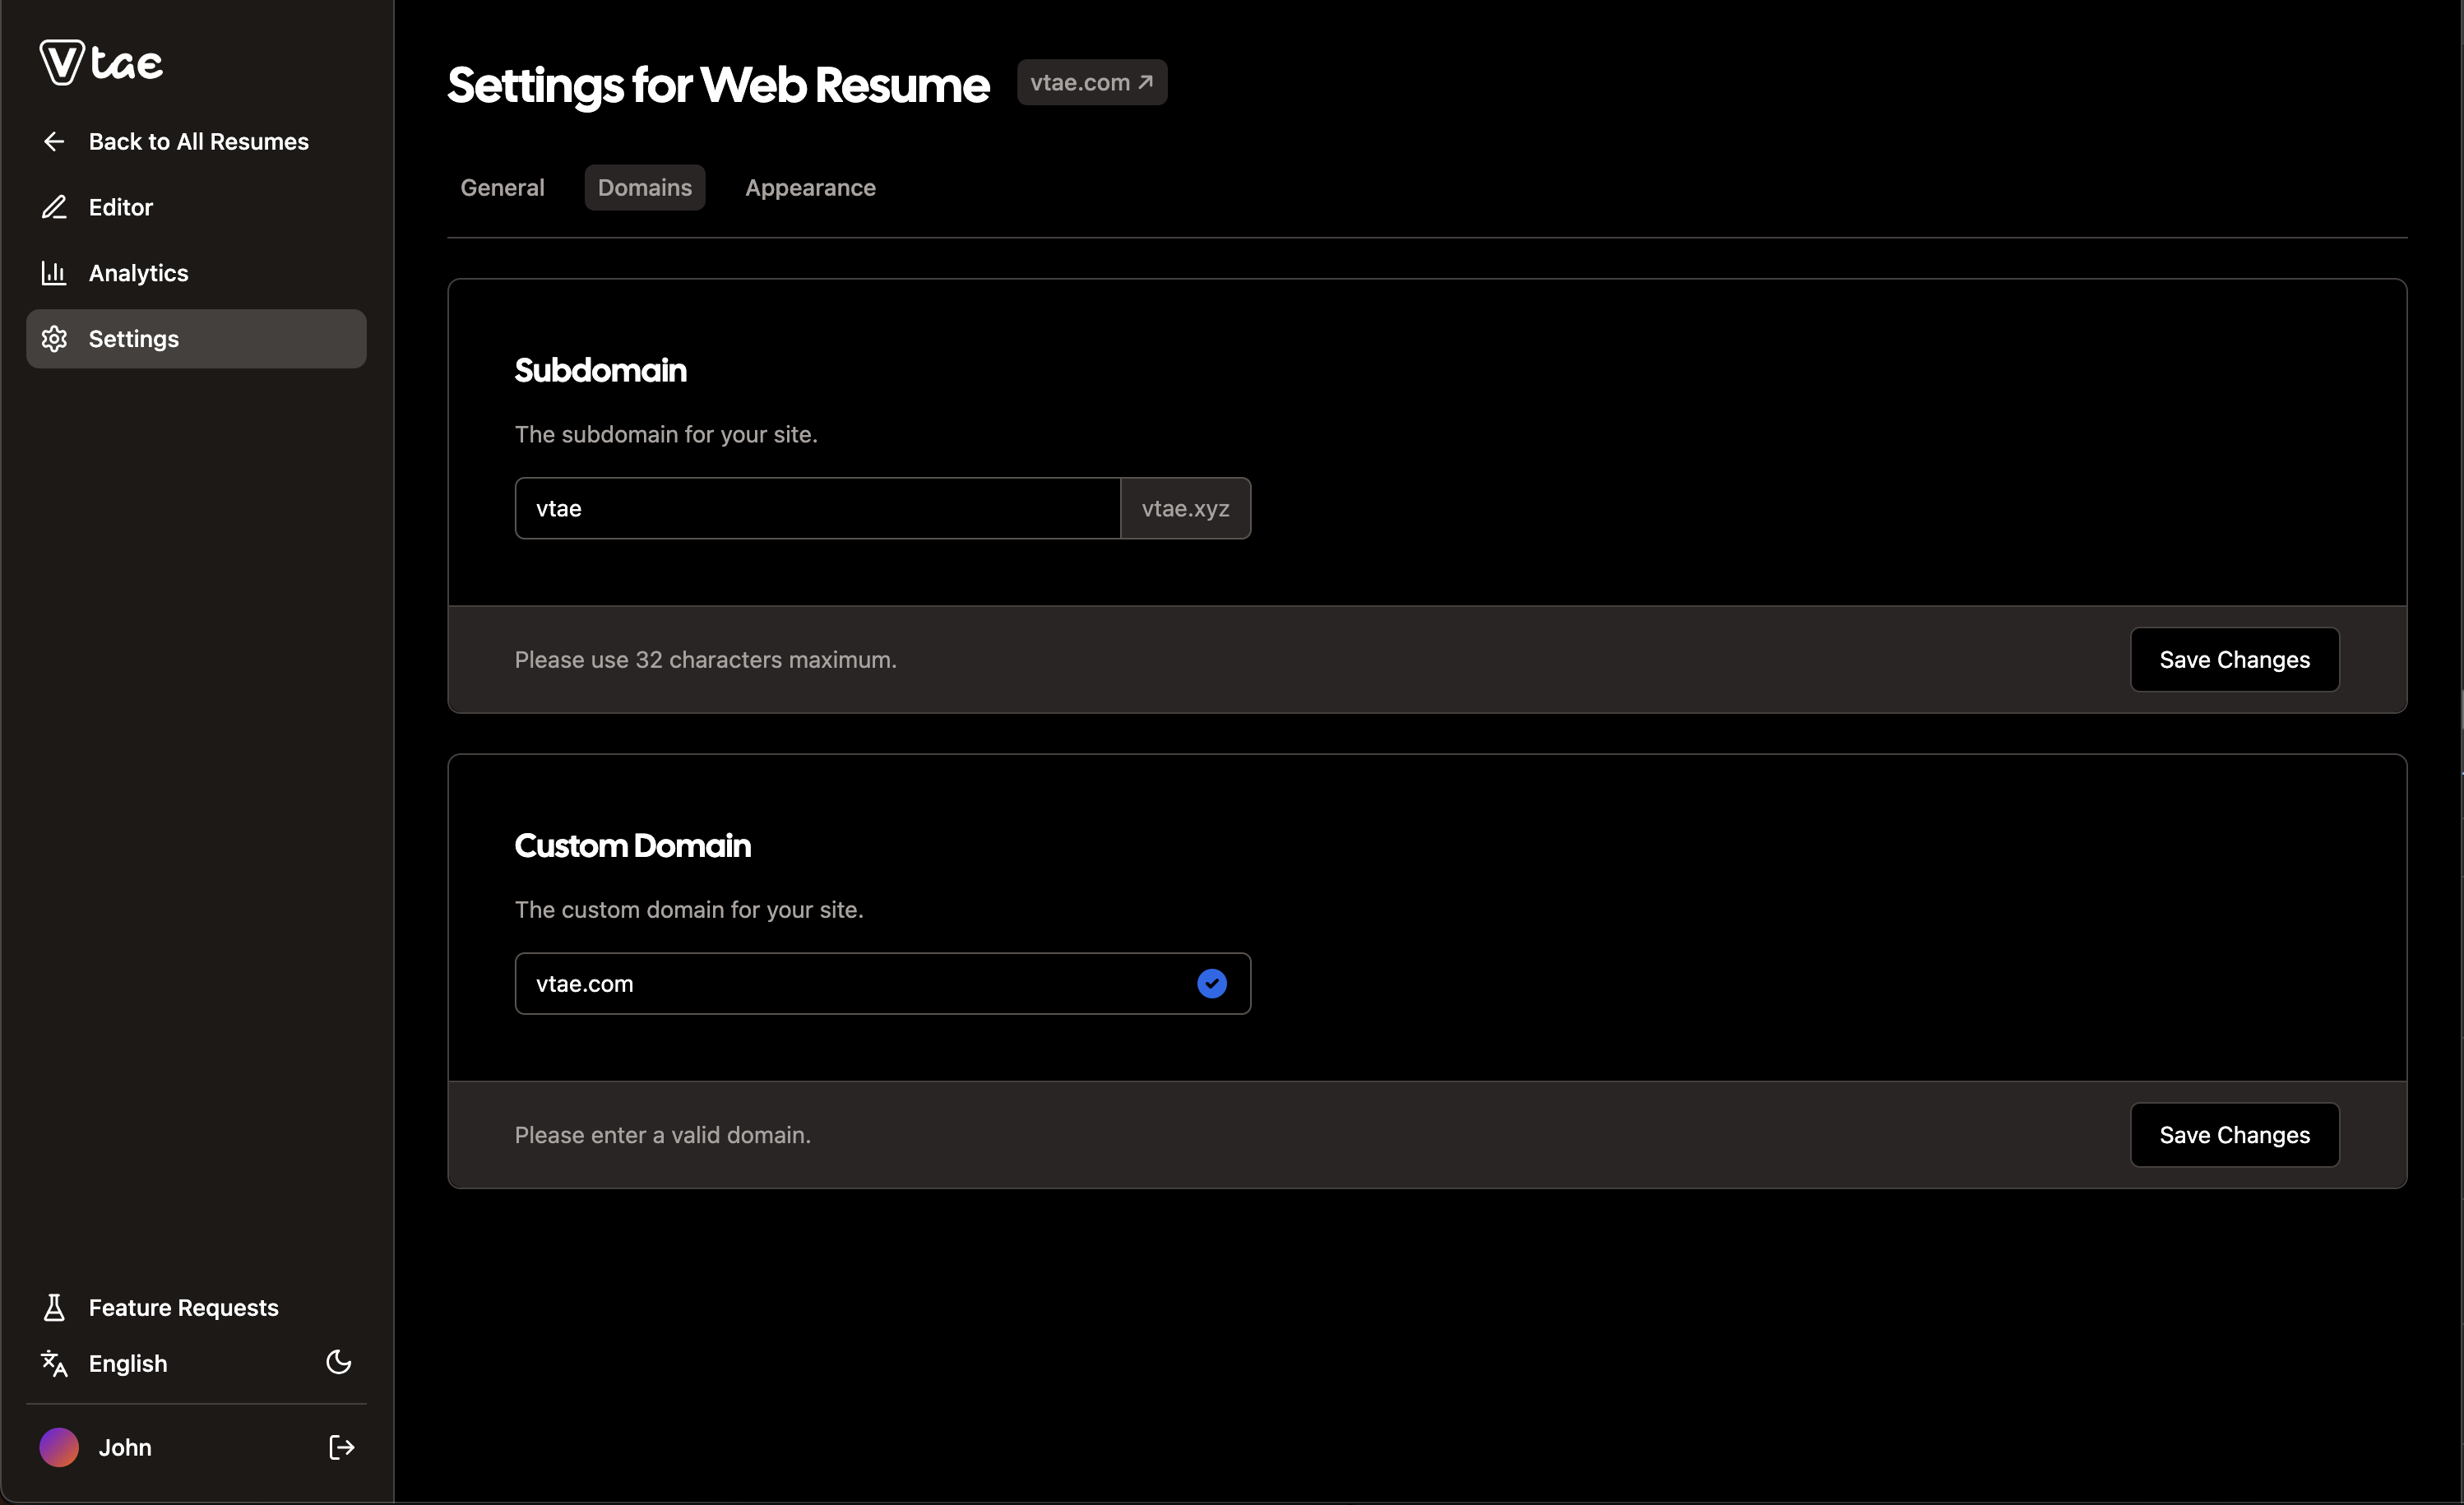 Vtae
Back to All Resumes
Editor
Analytics
Settings
Feature Requests
English
John
Settings for Web Resume
vtae.com
General
Domains
Appearance
Subdomain
The subdomain for your site.
vtae
vtae.xyz
Please use 32 characters maximum.
Save Changes
Custom Domain
The custom domain for your site.
vtae.com
Please enter a valid domain.
Save Changes